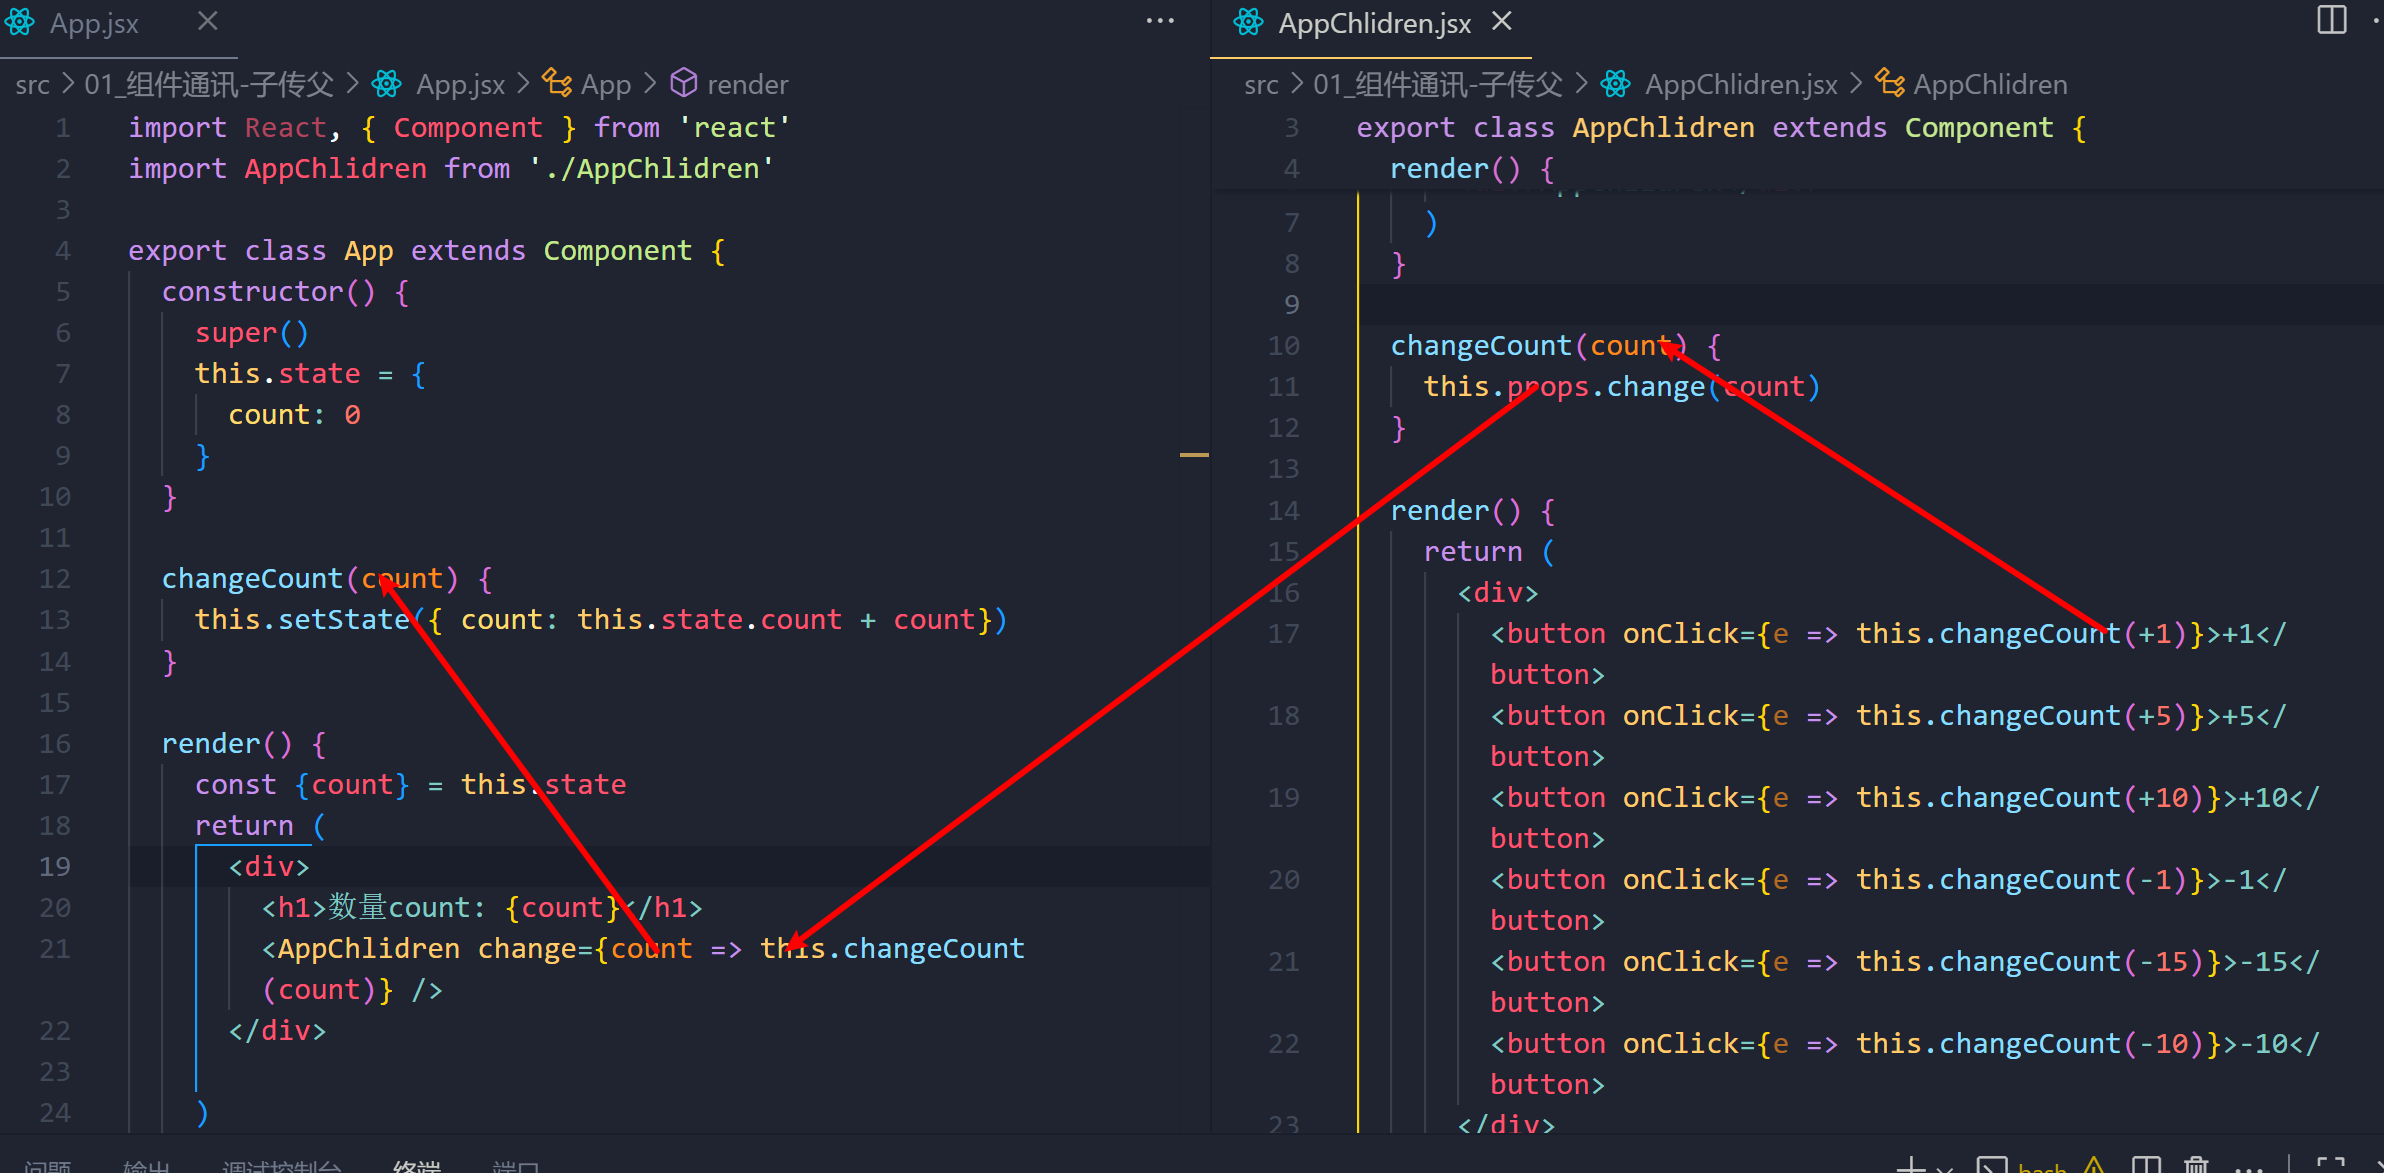 App.jsx
src > 01_组件通讯-子传父 > App.jsx > App > render
1 import React, { Component } from 'react'
2 import AppChlidren from './AppChlidren'
3
4 export class App extends Component {
5 constructor() {
6 super()
7 this.state = {
8 count: 0
9 }
10 }
11
12 changeCount(count) {
13 this.setState({ count: this.state.count + count})
14 }
15
16 render() {
17 const {count} = this.state
18 return (
19 <div>
20 <h1>数量count: {count}</h1>
21 <AppChlidren change={count => this.changeCount
(count)} />
22 </div>
23
24 )
AppChlidren.jsx
src > 01_组件通讯-子传父 > AppChlidren.jsx > AppChlidren
3 export class AppChlidren extends Component {
4 render() {
7 )
8 }
9
10 changeCount(count) {
11 this.props.change(count)
12 }
13
14 render() {
15 return (
16 <div>
17 <button onClick={e => this.changeCount(+1)}>+1</
button>
18 <button onClick={e => this.changeCount(+5)}>+5</
button>
19 <button onClick={e => this.changeCount(+10)}>+10</
button>
20 <button onClick={e => this.changeCount(-1)}>-1</
button>
21 <button onClick={e => this.changeCount(-15)}>-15</
button>
22 <button onClick={e => this.changeCount(-10)}>-10</
button>
23 </div>
问题 输出 调试控制台 终端 端口
bash